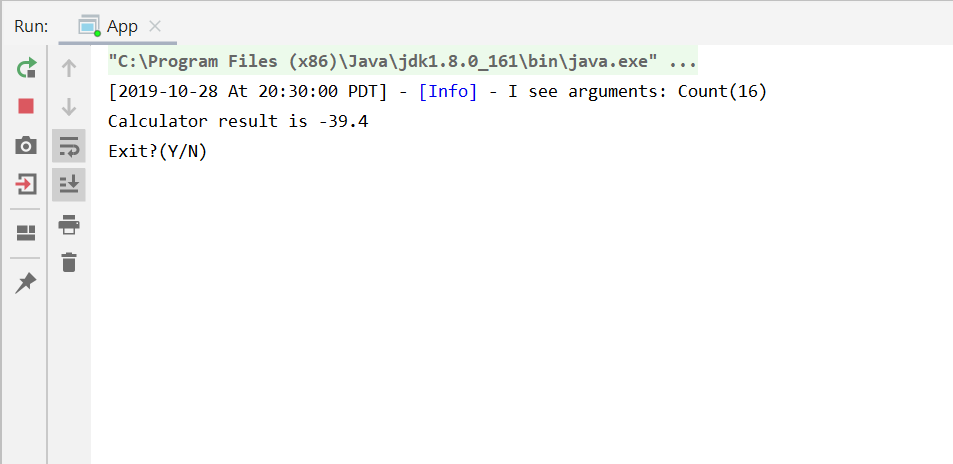 Run: App
"C:\Program Files (x86)\Java\jdk1.8.0_161\bin\java.exe" ...
[2019-10-28 At 20:30:00 PDT] - [Info] - I see arguments: Count(16)
Calculator result is -39.4
Exit?(Y/N)